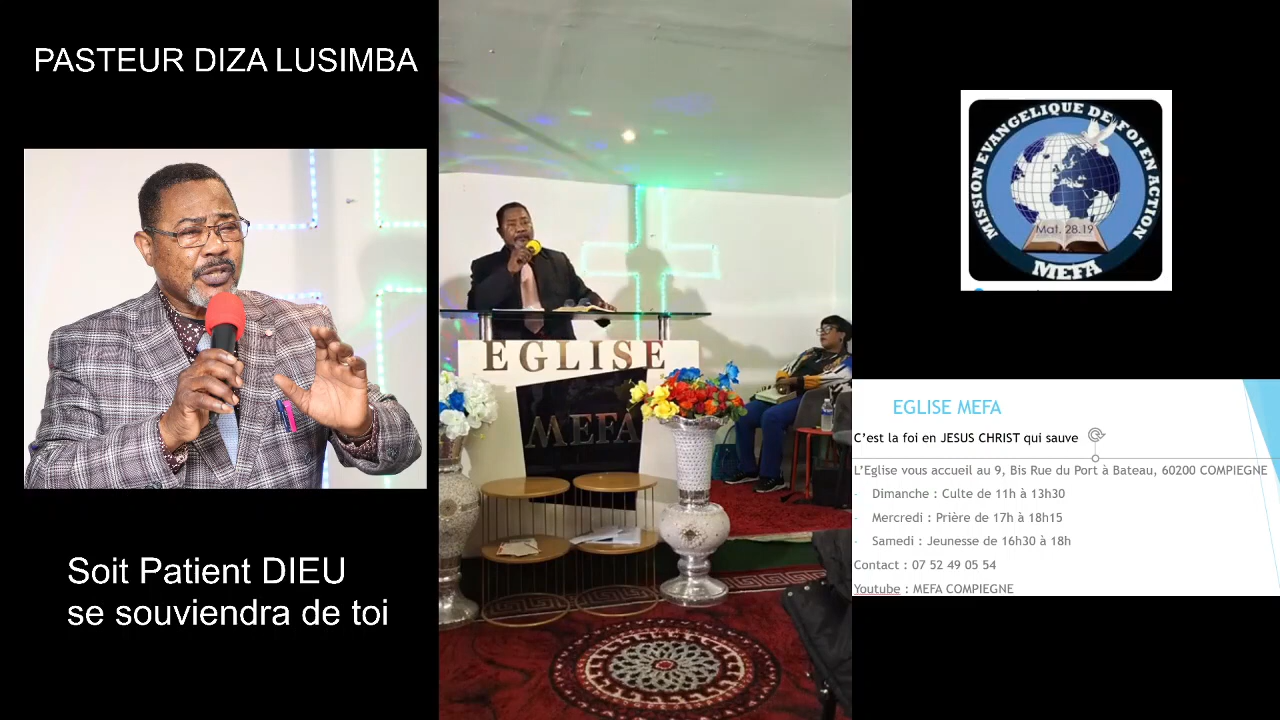 PASTEUR DIZA LUSIMBA
Soit Patient DIEU
se souviendra de toi
EGLISE
MEFA
MISSION EVANGELIQUE DE FOI EN ACTION
Mat. 28.19
MEFA
EGLISE MEFA
C'est la foi en JESUS CHRIST qui sauve
L'Eglise vous accueil au 9, Bis Rue du Port à Bateau, 60200 COMPIEGNE
- Dimanche : Culte de 11h à 13h30
- Mercredi : Prière de 17h à 18h15
- Samedi : Jeunesse de 16h30 à 18h
Contact : 07 52 49 05 54
Youtube : MEFA COMPIEGNE